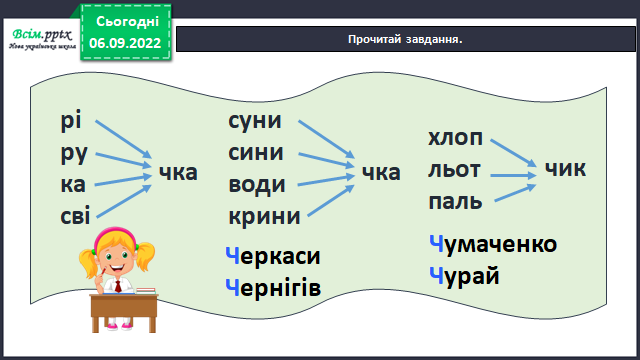 Всім.pptx
Нова українська школа
Сьогодні
06.09.2022
Прочитай завдання.
рі
ру
ка
сві
чка
суни
сини
води
крини
чка
Черкаси
Чернігів
хлоп
льот
паль
чик
Чумаченко
Чурай